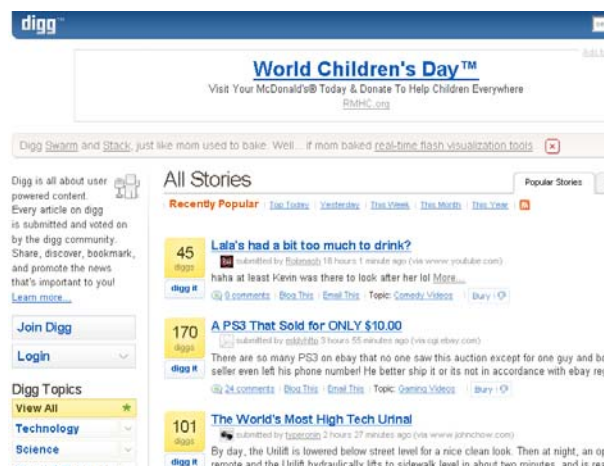 digg™
World Children's Day™
Visit Your McDonald's® Today & Donate To Help Children Everywhere
RMHC.org
Digg Swarm and Stack, just like mom used to bake. Well... if mom baked real-time flash visualization tools.
Digg is all about user
powered content.
Every article on digg
is submitted and voted on
by the digg community.
Share, discover, bookmark,
and promote the news
that's important to you!
Learn more...
Join Digg
Login
Digg Topics
View All
Technology
Science
All Stories
Popular Stories
Recently Popular Top Today Yesterday This Week This Month This Year
45
diggs
digg it
Lala's had a bit too much to drink?
submitted by 18 hours 1 minute ago (via www.youtube.com)
haha at least Kevin was there to look after her lol More...
0 comments Blog This Email This Topic: Comedy Videos Bury
170
diggs
digg it
A PS3 That Sold for ONLY $10.00
submitted by 3 hours 55 minutes ago (via cgi.ebay.com)
There are so many PS3 on ebay that no one saw this auction except for one guy and
seller even left his phone number! He better ship it or its not in accordance with ebay
24 comments Blog This Email This Topic: Gaming Videos Bury
101
diggs
digg it
The World's Most High Tech Urinal
submitted by 2 hours 27 minutes ago (via www.johnchow.com)
By day, the Urilift is lowered below street level for a nice clean look. Then at night, an
remote and the Urilift hydraulically lifts to sidewalk level in about two minutes, and is